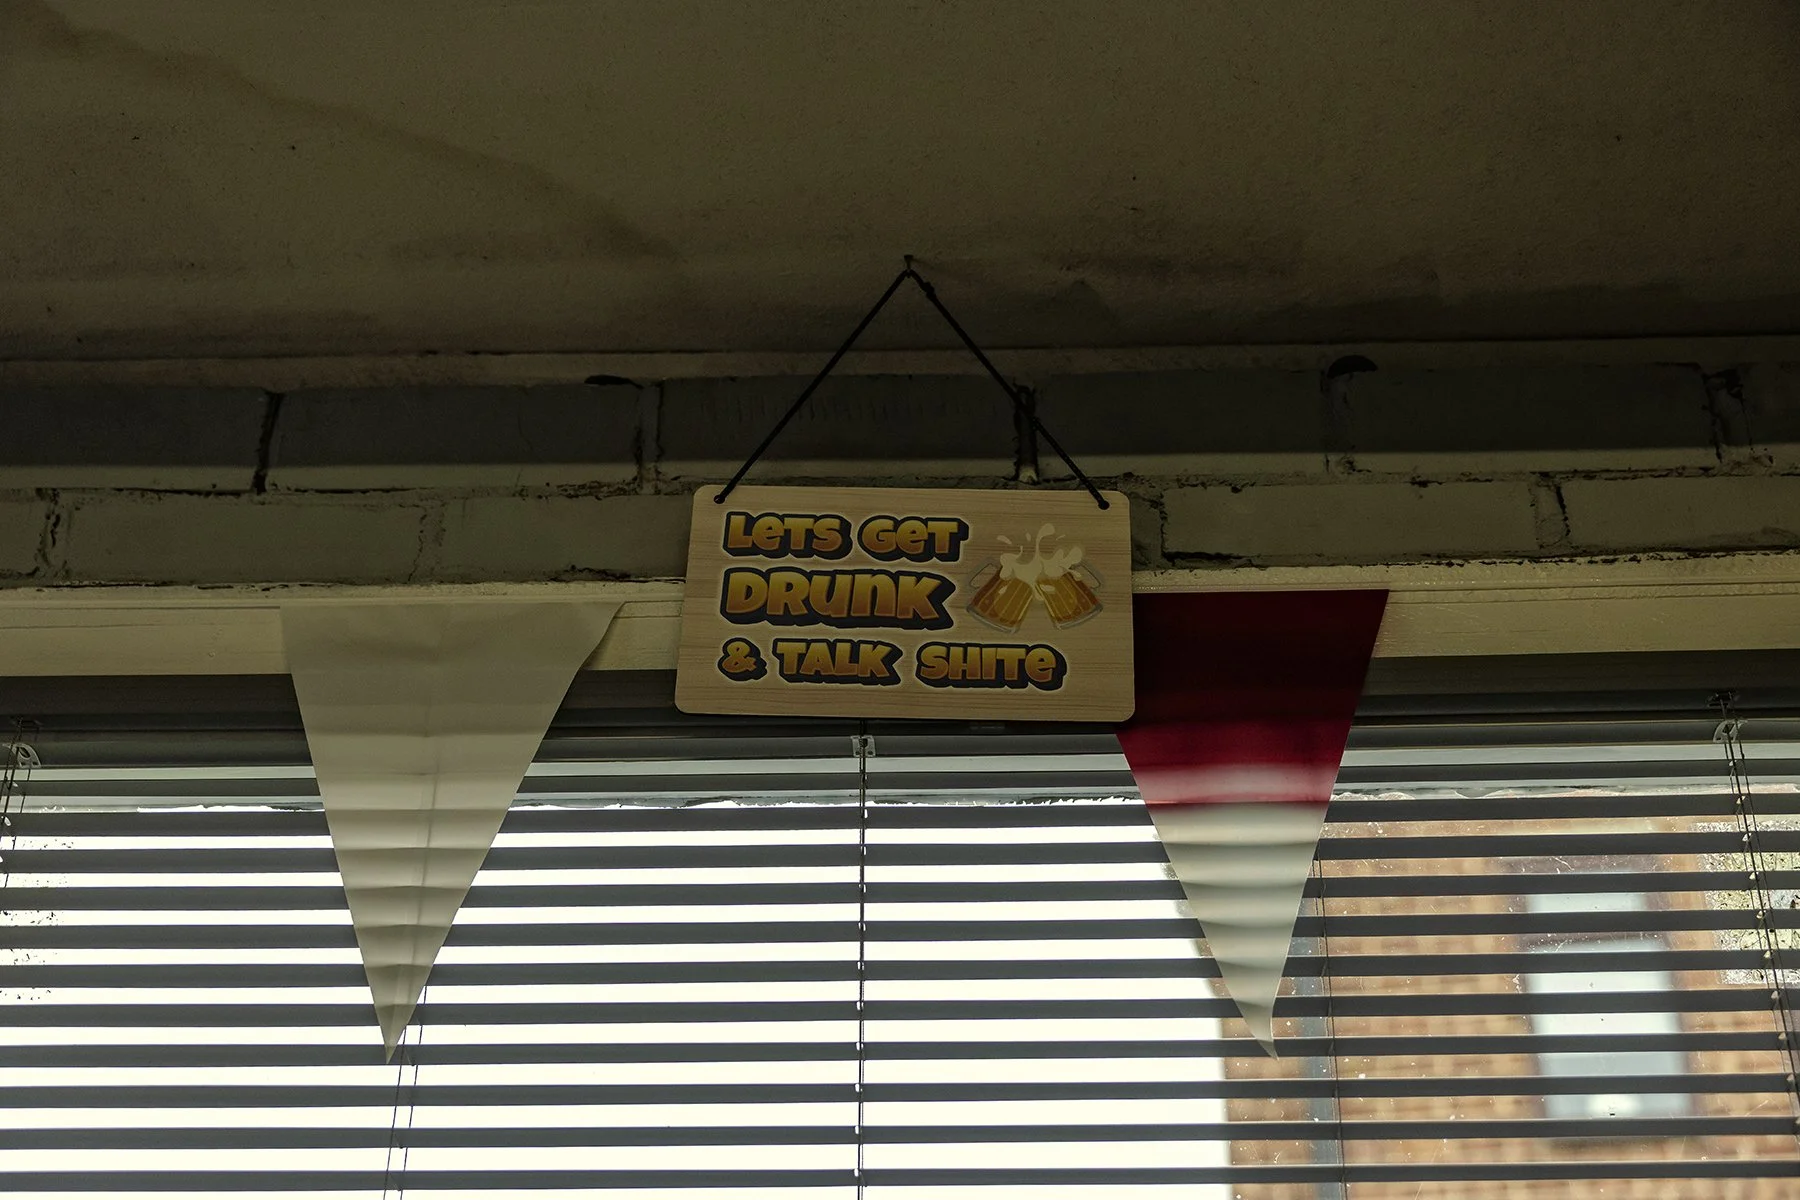 LETS GET
DRUNK
& TALK SHITE